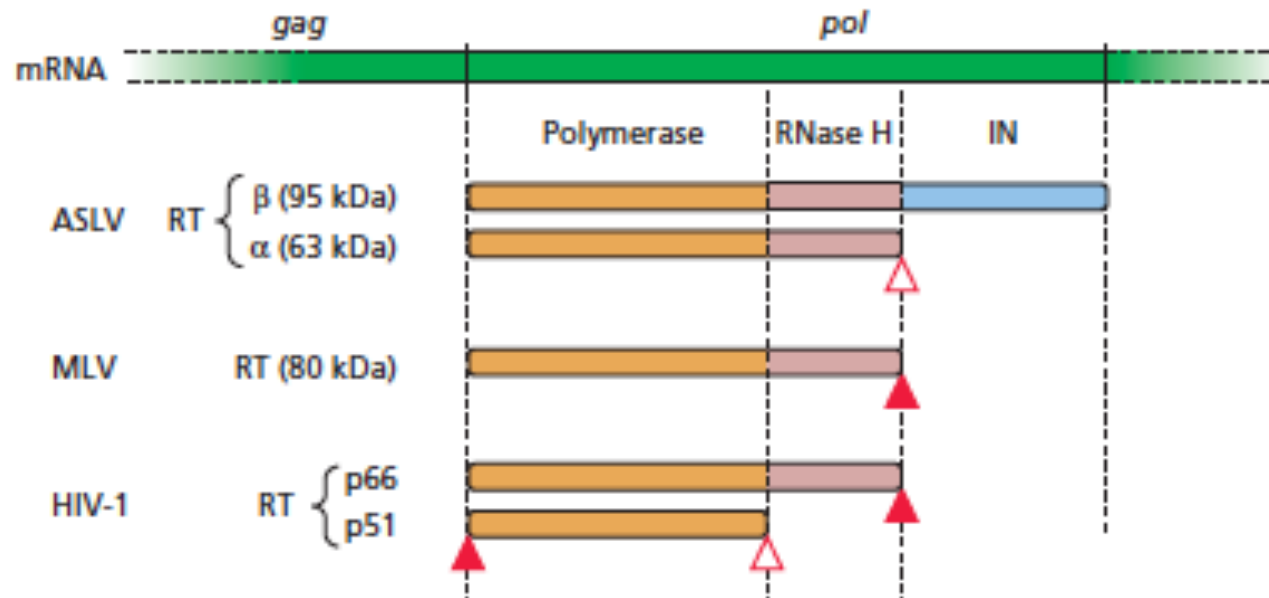 gag pol
mRNA
Polymerase RNase H IN
ASLV RT β (95 kDa)
α (63 kDa)
MLV RT (80 kDa)
HIV-1 RT p66
p51